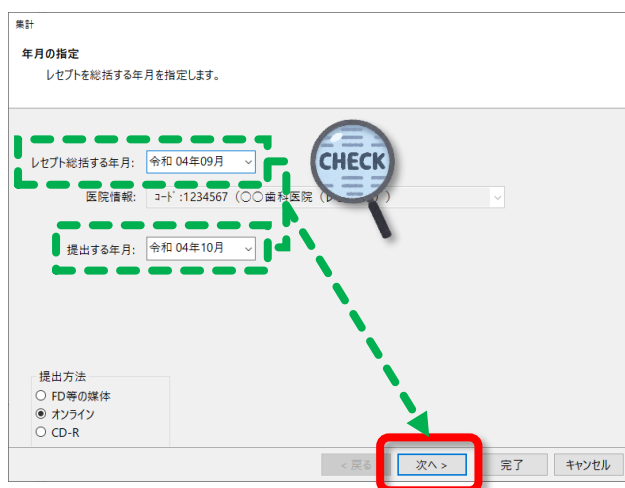 集計
年月の指定
レセプトを総括する年月を指定します。
レセプト総括する年月: 令和 04年09月
CHECK
医院情報: コード:1234567 (〇〇歯科医院 (レ
提出する年月: 令和 04年10月
提出方法
FD等の媒体
オンライン
CD-R
< 戻る 次へ > 完了 キャンセル